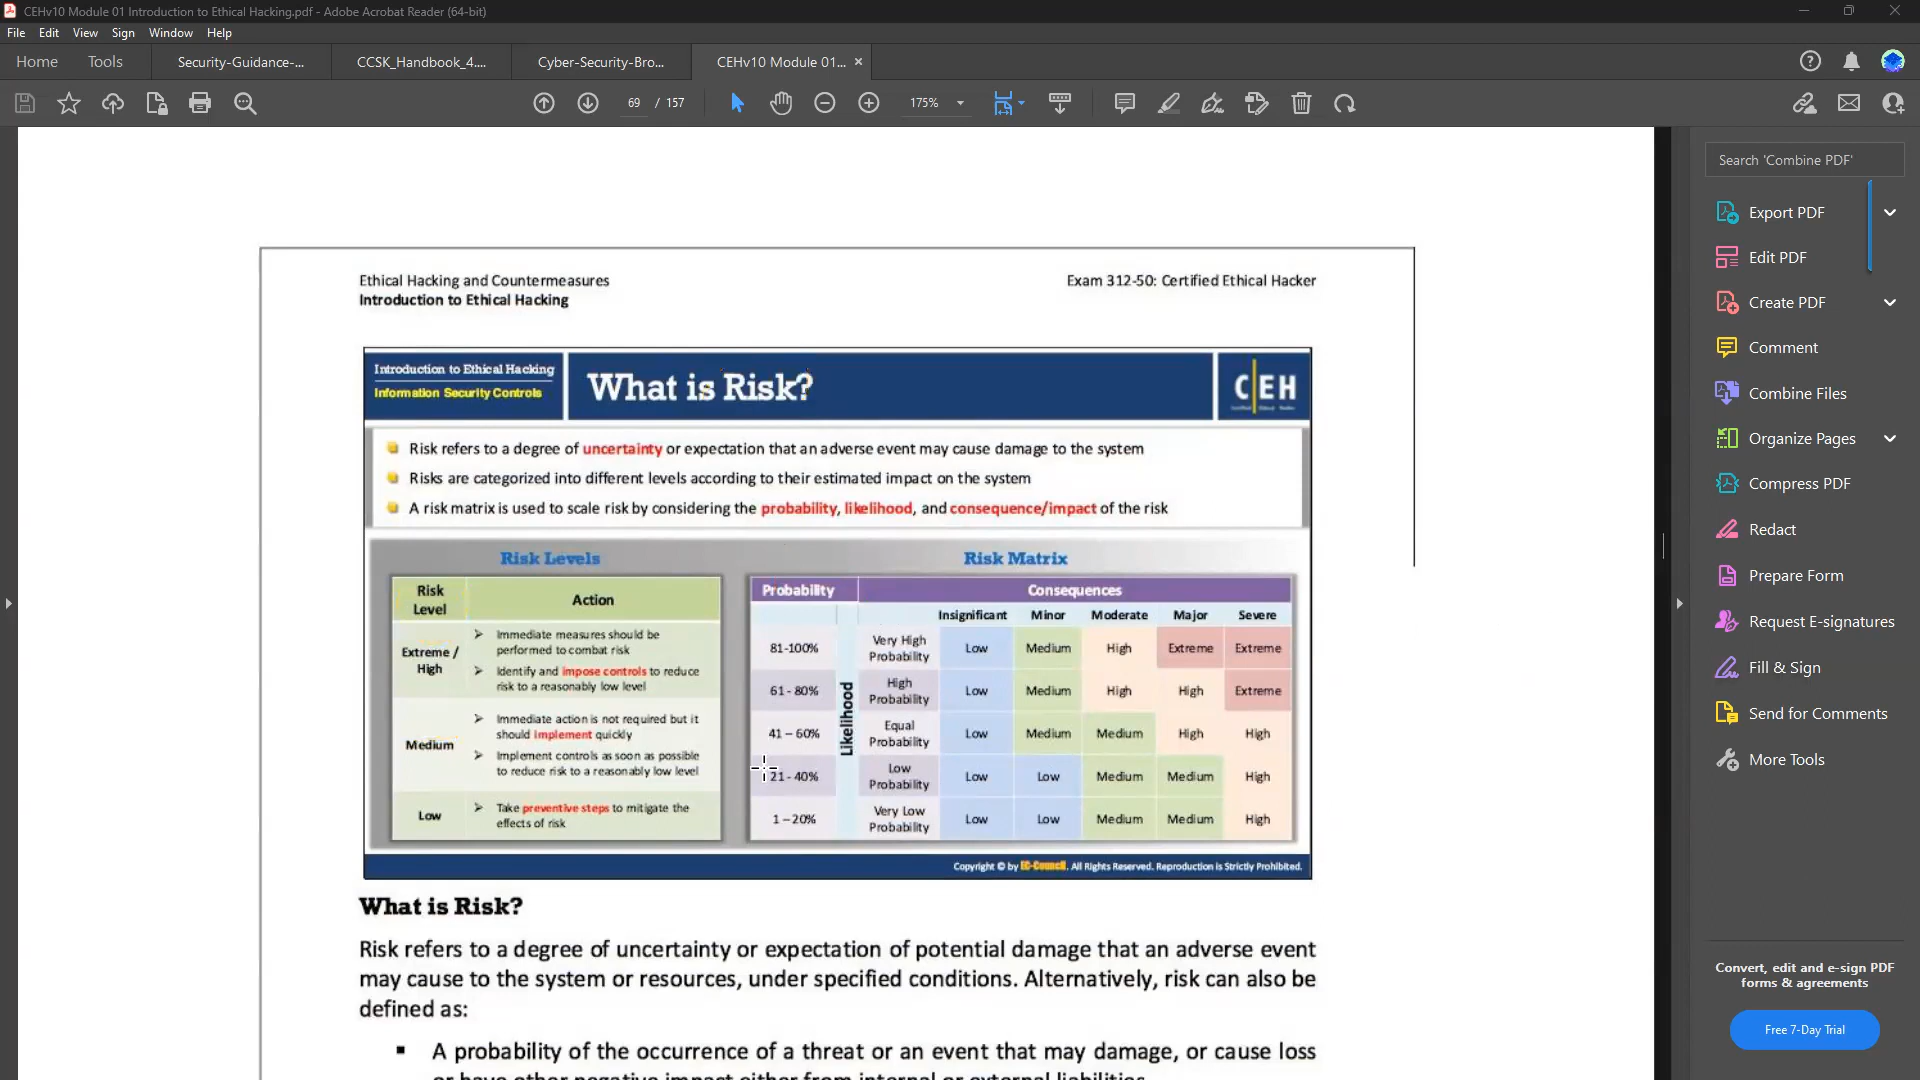 CEHv10 Module 01 Introduction to Ethical Hacking.pdf - Adobe Acrobat Reader (64-bit)
File Edit View Sign Window Help
Home Tools Security-Guidance-... CCSK_Handbook_4.... Cyber-Security-Bro... CEHv10 Module 01... ×
69 / 157 175%
Search 'Combine PDF'
Export PDF
Edit PDF
Create PDF
Comment
Combine Files
Organize Pages
Compress PDF
Redact
Prepare Form
Request E-signatures
Fill & Sign
Send for Comments
More Tools
Convert, edit and e-sign PDF
forms & agreements
Free 7-Day Trial
Ethical Hacking and Countermeasures Exam 312-50: Certified Ethical Hacker
Introduction to Ethical Hacking
Introduction to Ethical Hacking
Information Security Controls
What is Risk?
CEH
Risk refers to a degree of uncertainty or expectation that an adverse event may cause damage to the system
Risks are categorized into different levels according to their estimated impact on the system
A risk matrix is used to scale risk by considering the probability, likelihood, and consequence/impact of the risk
Risk Levels
Risk
Level
Action
Extreme /
High
Immediate measures should be
performed to combat risk
Identify and impose controls to reduce
risk to a reasonably low level
Medium
Immediate action is not required but it
should implement quickly
Implement controls as soon as possible
to reduce risk to a reasonably low level
Low
Take preventive steps to mitigate the
effects of risk
Risk Matrix
Probability Consequences
Insignificant Minor Moderate Major Severe
Likelihood
81-100% Very High Probability Low Medium High Extreme Extreme
61 - 80% High Probability Low Medium High High Extreme
41 – 60% Equal Probability Low Medium Medium High High
21 - 40% Low Probability Low Low Medium Medium High
1 – 20% Very Low Probability Low Low Medium Medium High
Copyright © by EC-Council. All Rights Reserved. Reproduction is Strictly Prohibited.
What is Risk?
Risk refers to a degree of uncertainty or expectation of potential damage that an adverse event
may cause to the system or resources, under specified conditions. Alternatively, risk can also be
defined as:
▪ A probability of the occurrence of a threat or an event that may damage, or cause loss
or have other negative impact either from internal or external liabilities.